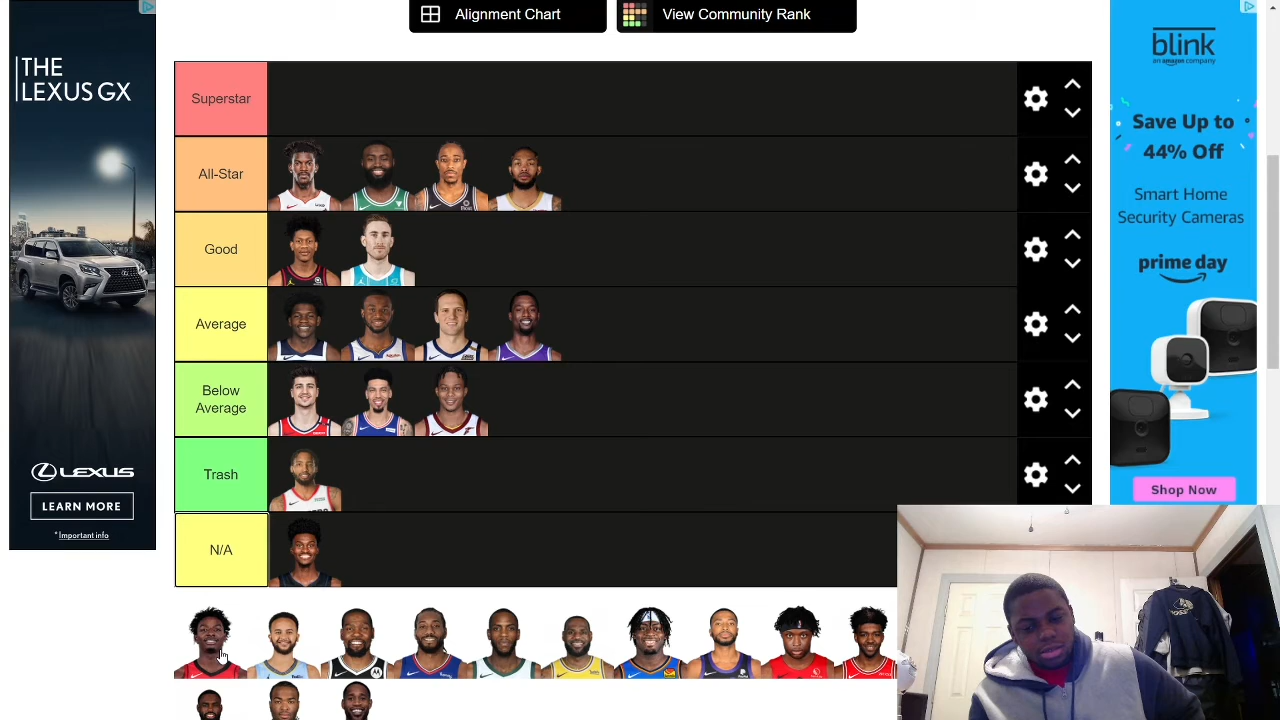 Alignment Chart
View Community Rank
THE
LEXUS GX
LEXUS
LEARN MORE
* Important info
Superstar
All-Star
Good
Average
Below
Average
Trash
N/A
blink
an amazon company
Save Up to
44% Off
Smart Home
Security Cameras
prime day
Shop Now